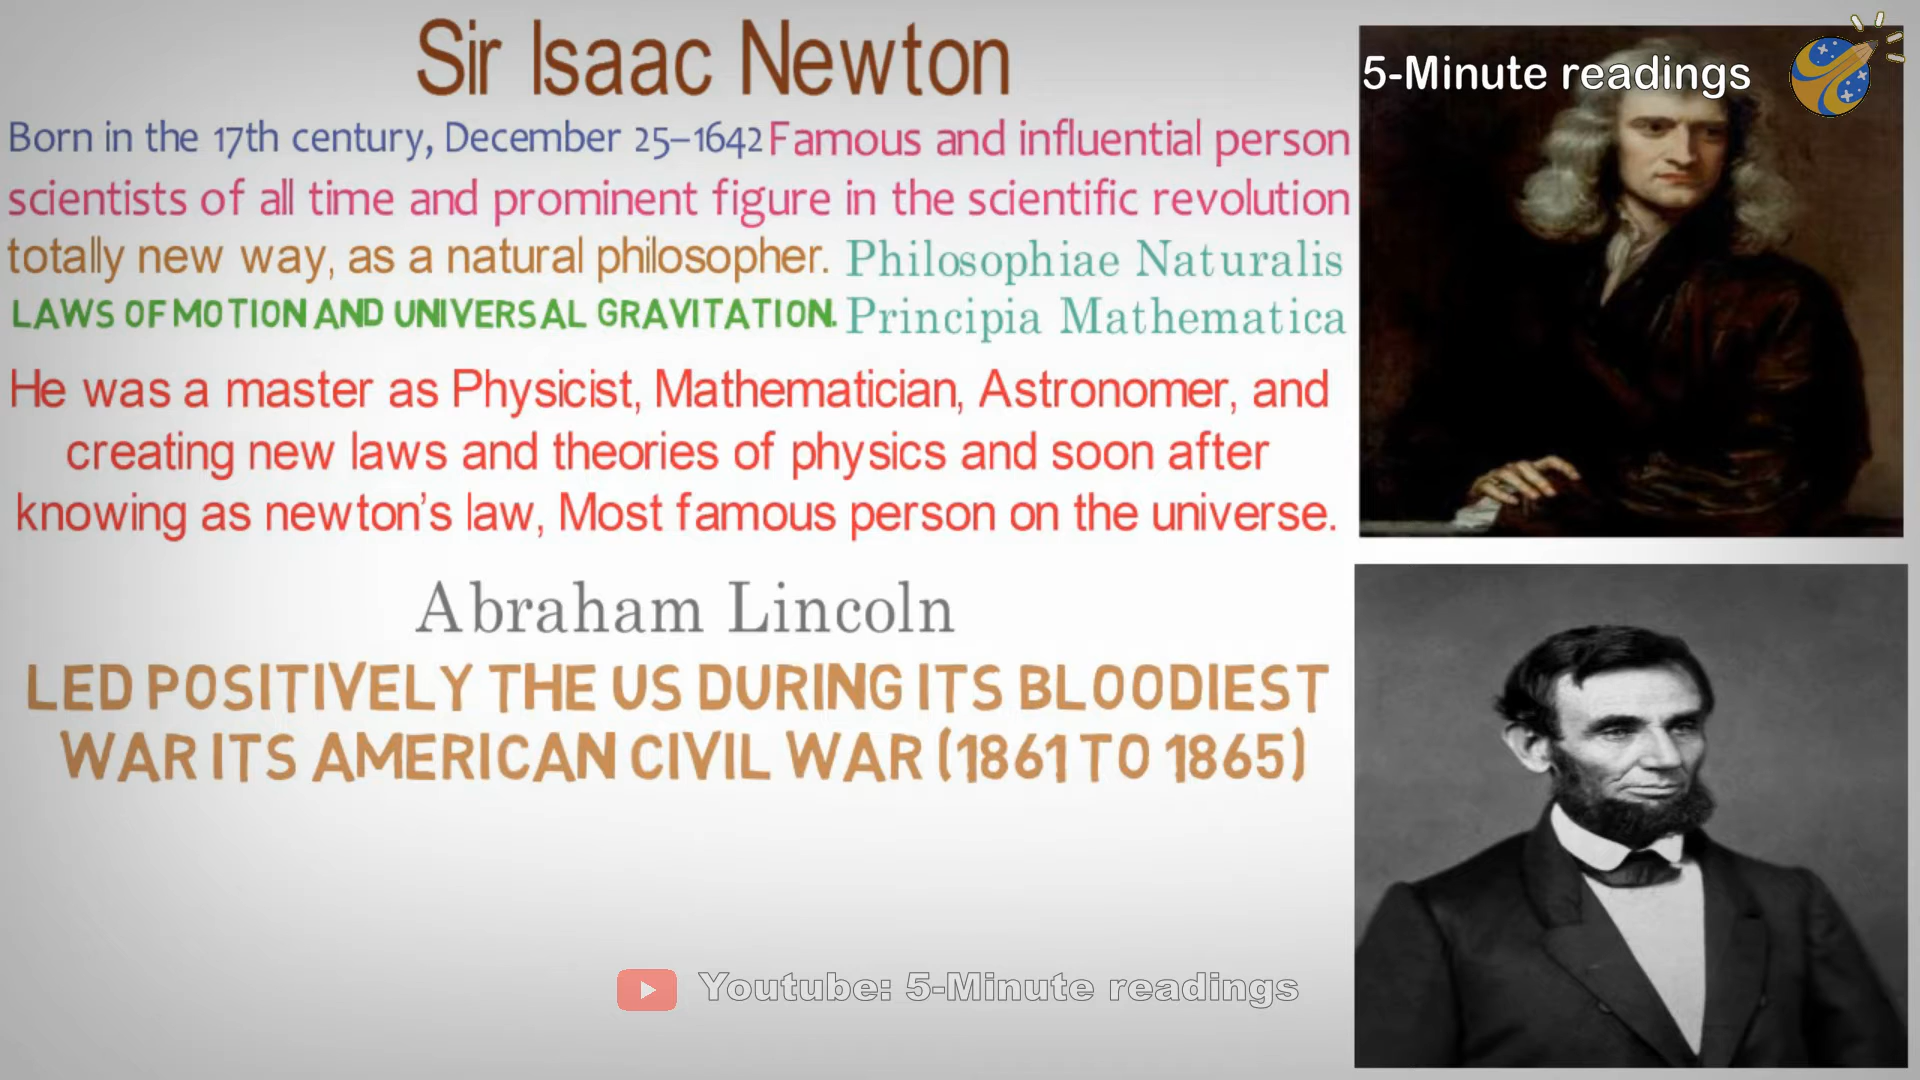 Sir Isaac Newton
5-Minute readings
Born in the 17th century, December 25–1642 Famous and influential person
scientists of all time and prominent figure in the scientific revolution
totally new way, as a natural philosopher. Philosophiae Naturalis
LAWS OF MOTION AND UNIVERSAL GRAVITATION. Principia Mathematica
He was a master as Physicist, Mathematician, Astronomer, and
creating new laws and theories of physics and soon after
knowing as newton’s law, Most famous person on the universe.
Abraham Lincoln
LED POSITIVELY THE US DURING ITS BLOODIEST
WAR ITS AMERICAN CIVIL WAR (1861 TO 1865)
Youtube: 5-Minute readings